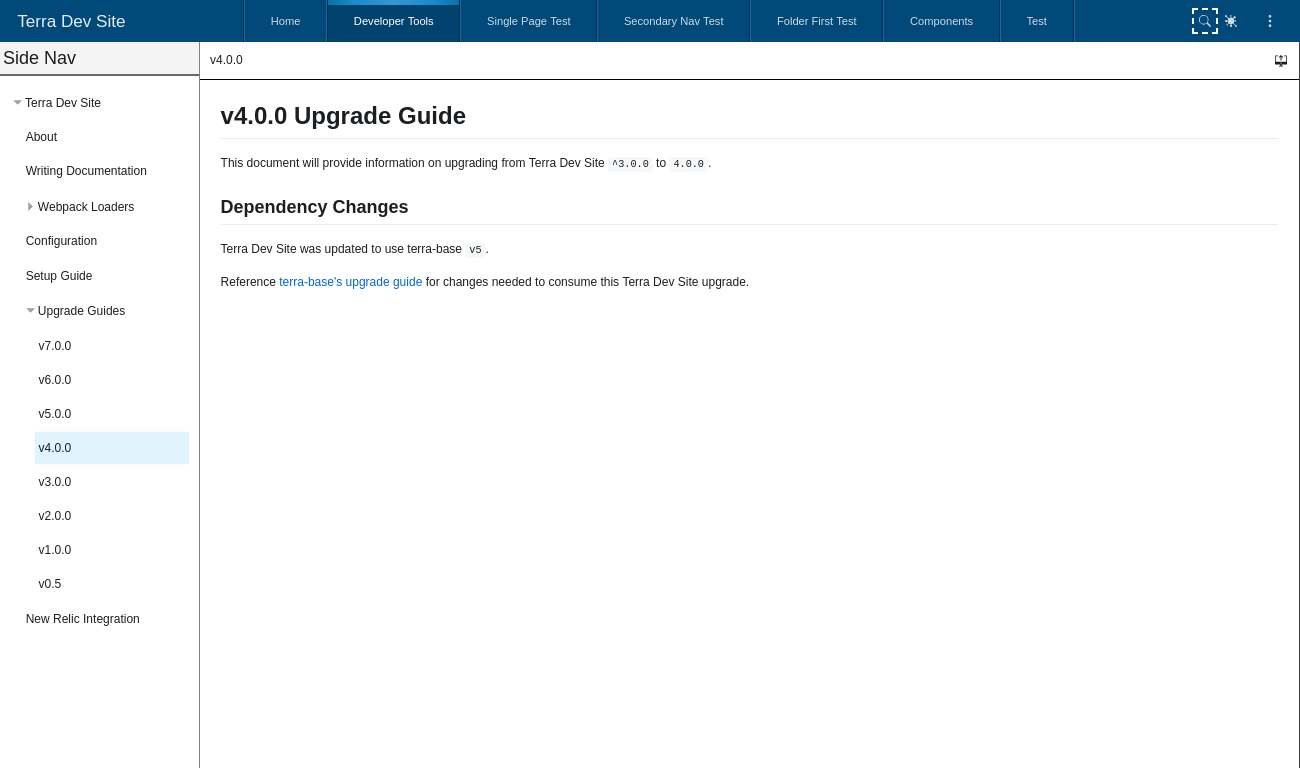 Terra Dev Site
Home
Developer Tools
Single Page Test
Secondary Nav Test
Folder First Test
Components
Test
Side Nav
Terra Dev Site
About
Writing Documentation
Webpack Loaders
Configuration
Setup Guide
Upgrade Guides
v7.0.0
v6.0.0
v5.0.0
v4.0.0
v3.0.0
v2.0.0
v1.0.0
v0.5
New Relic Integration
v4.0.0
v4.0.0 Upgrade Guide
This document will provide information on upgrading from Terra Dev Site ^3.0.0 to 4.0.0.
Dependency Changes
Terra Dev Site was updated to use terra-base v5.
Reference terra-base's upgrade guide for changes needed to consume this Terra Dev Site upgrade.